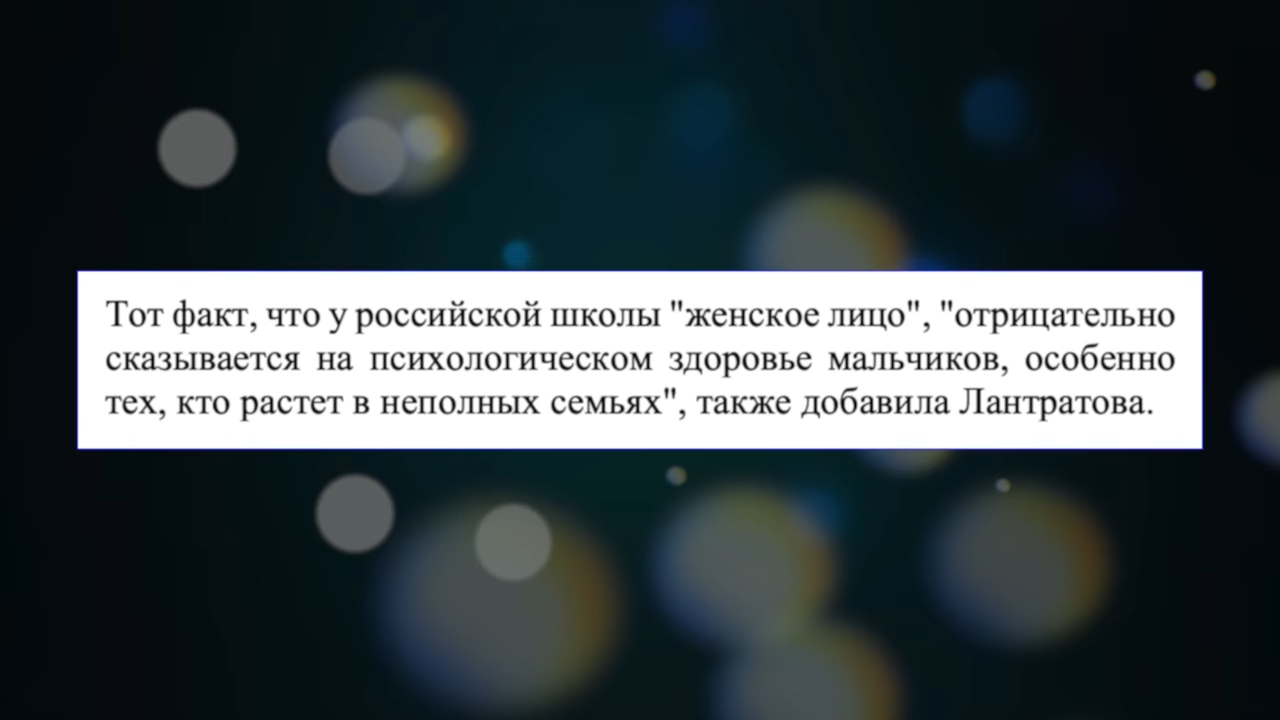 Тот факт, что у российской школы "женское лицо", "отрицательно
сказывается на психологическом здоровье мальчиков, особенно
тех, кто растет в неполных семьях", также добавила Лантратова.